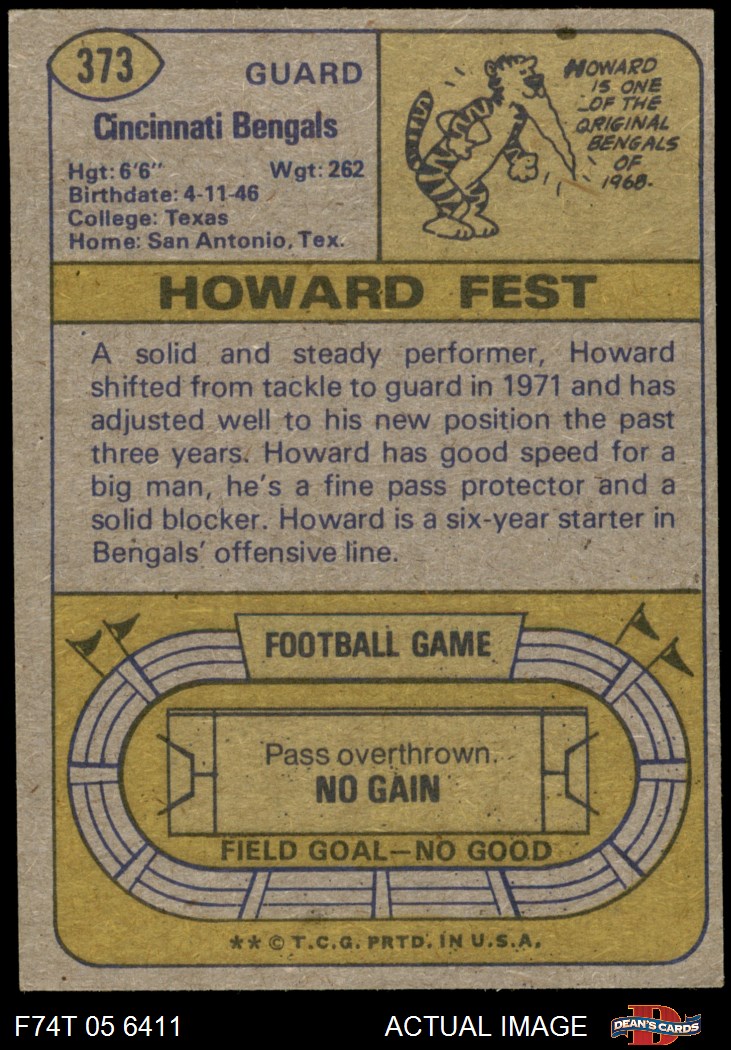 373
GUARD
Cincinnati Bengals
Hgt: 6'6" Wgt: 262
Birthdate: 4-11-46
College: Texas
Home: San Antonio, Tex.
HOWARD
IS ONE
OF THE
ORIGINAL
BENGALS
OF
1968.
HOWARD FEST
A solid and steady performer, Howard
shifted from tackle to guard in 1971 and has
adjusted well to his new position the past
three years. Howard has good speed for a
big man, he's a fine pass protector and a
solid blocker. Howard is a six-year starter in
Bengals' offensive line.
FOOTBALL GAME
Pass overthrown.
NO GAIN
FIELD GOAL—NO GOOD
** © T.C.G. PRTD. IN U.S.A.
F74T 05 6411 ACTUAL IMAGE
D
DEAN'S CARDS